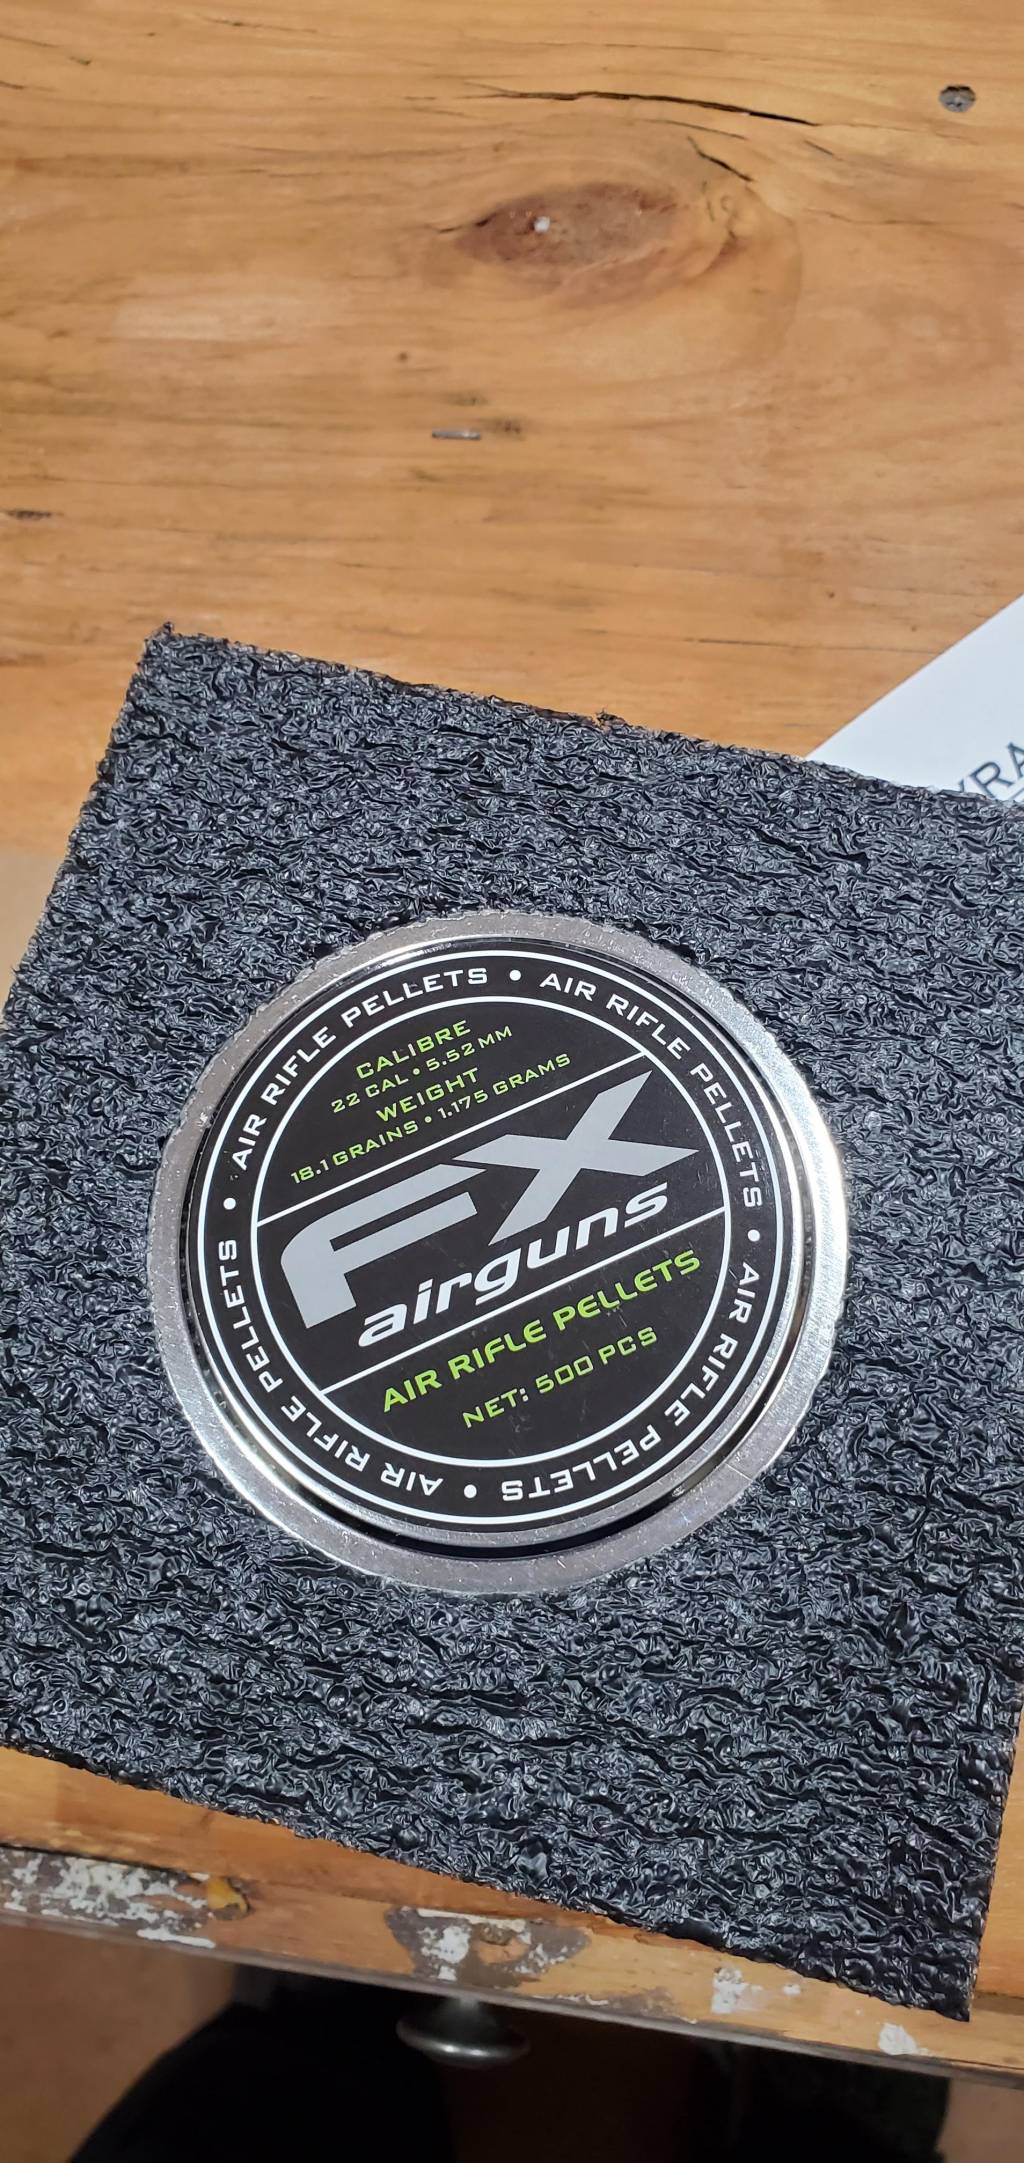 AIR RIFLE PELLETS • AIR RIFLE PELLETS • AIR RIFLE PELLETS • AIR RIFLE PELLETS •
CALIBRE
22 CAL • 5.52 MM
WEIGHT
18.1 GRAINS • 1.175 GRAMS
FX
airguns
AIR RIFLE PELLETS
NET: 500 PCS